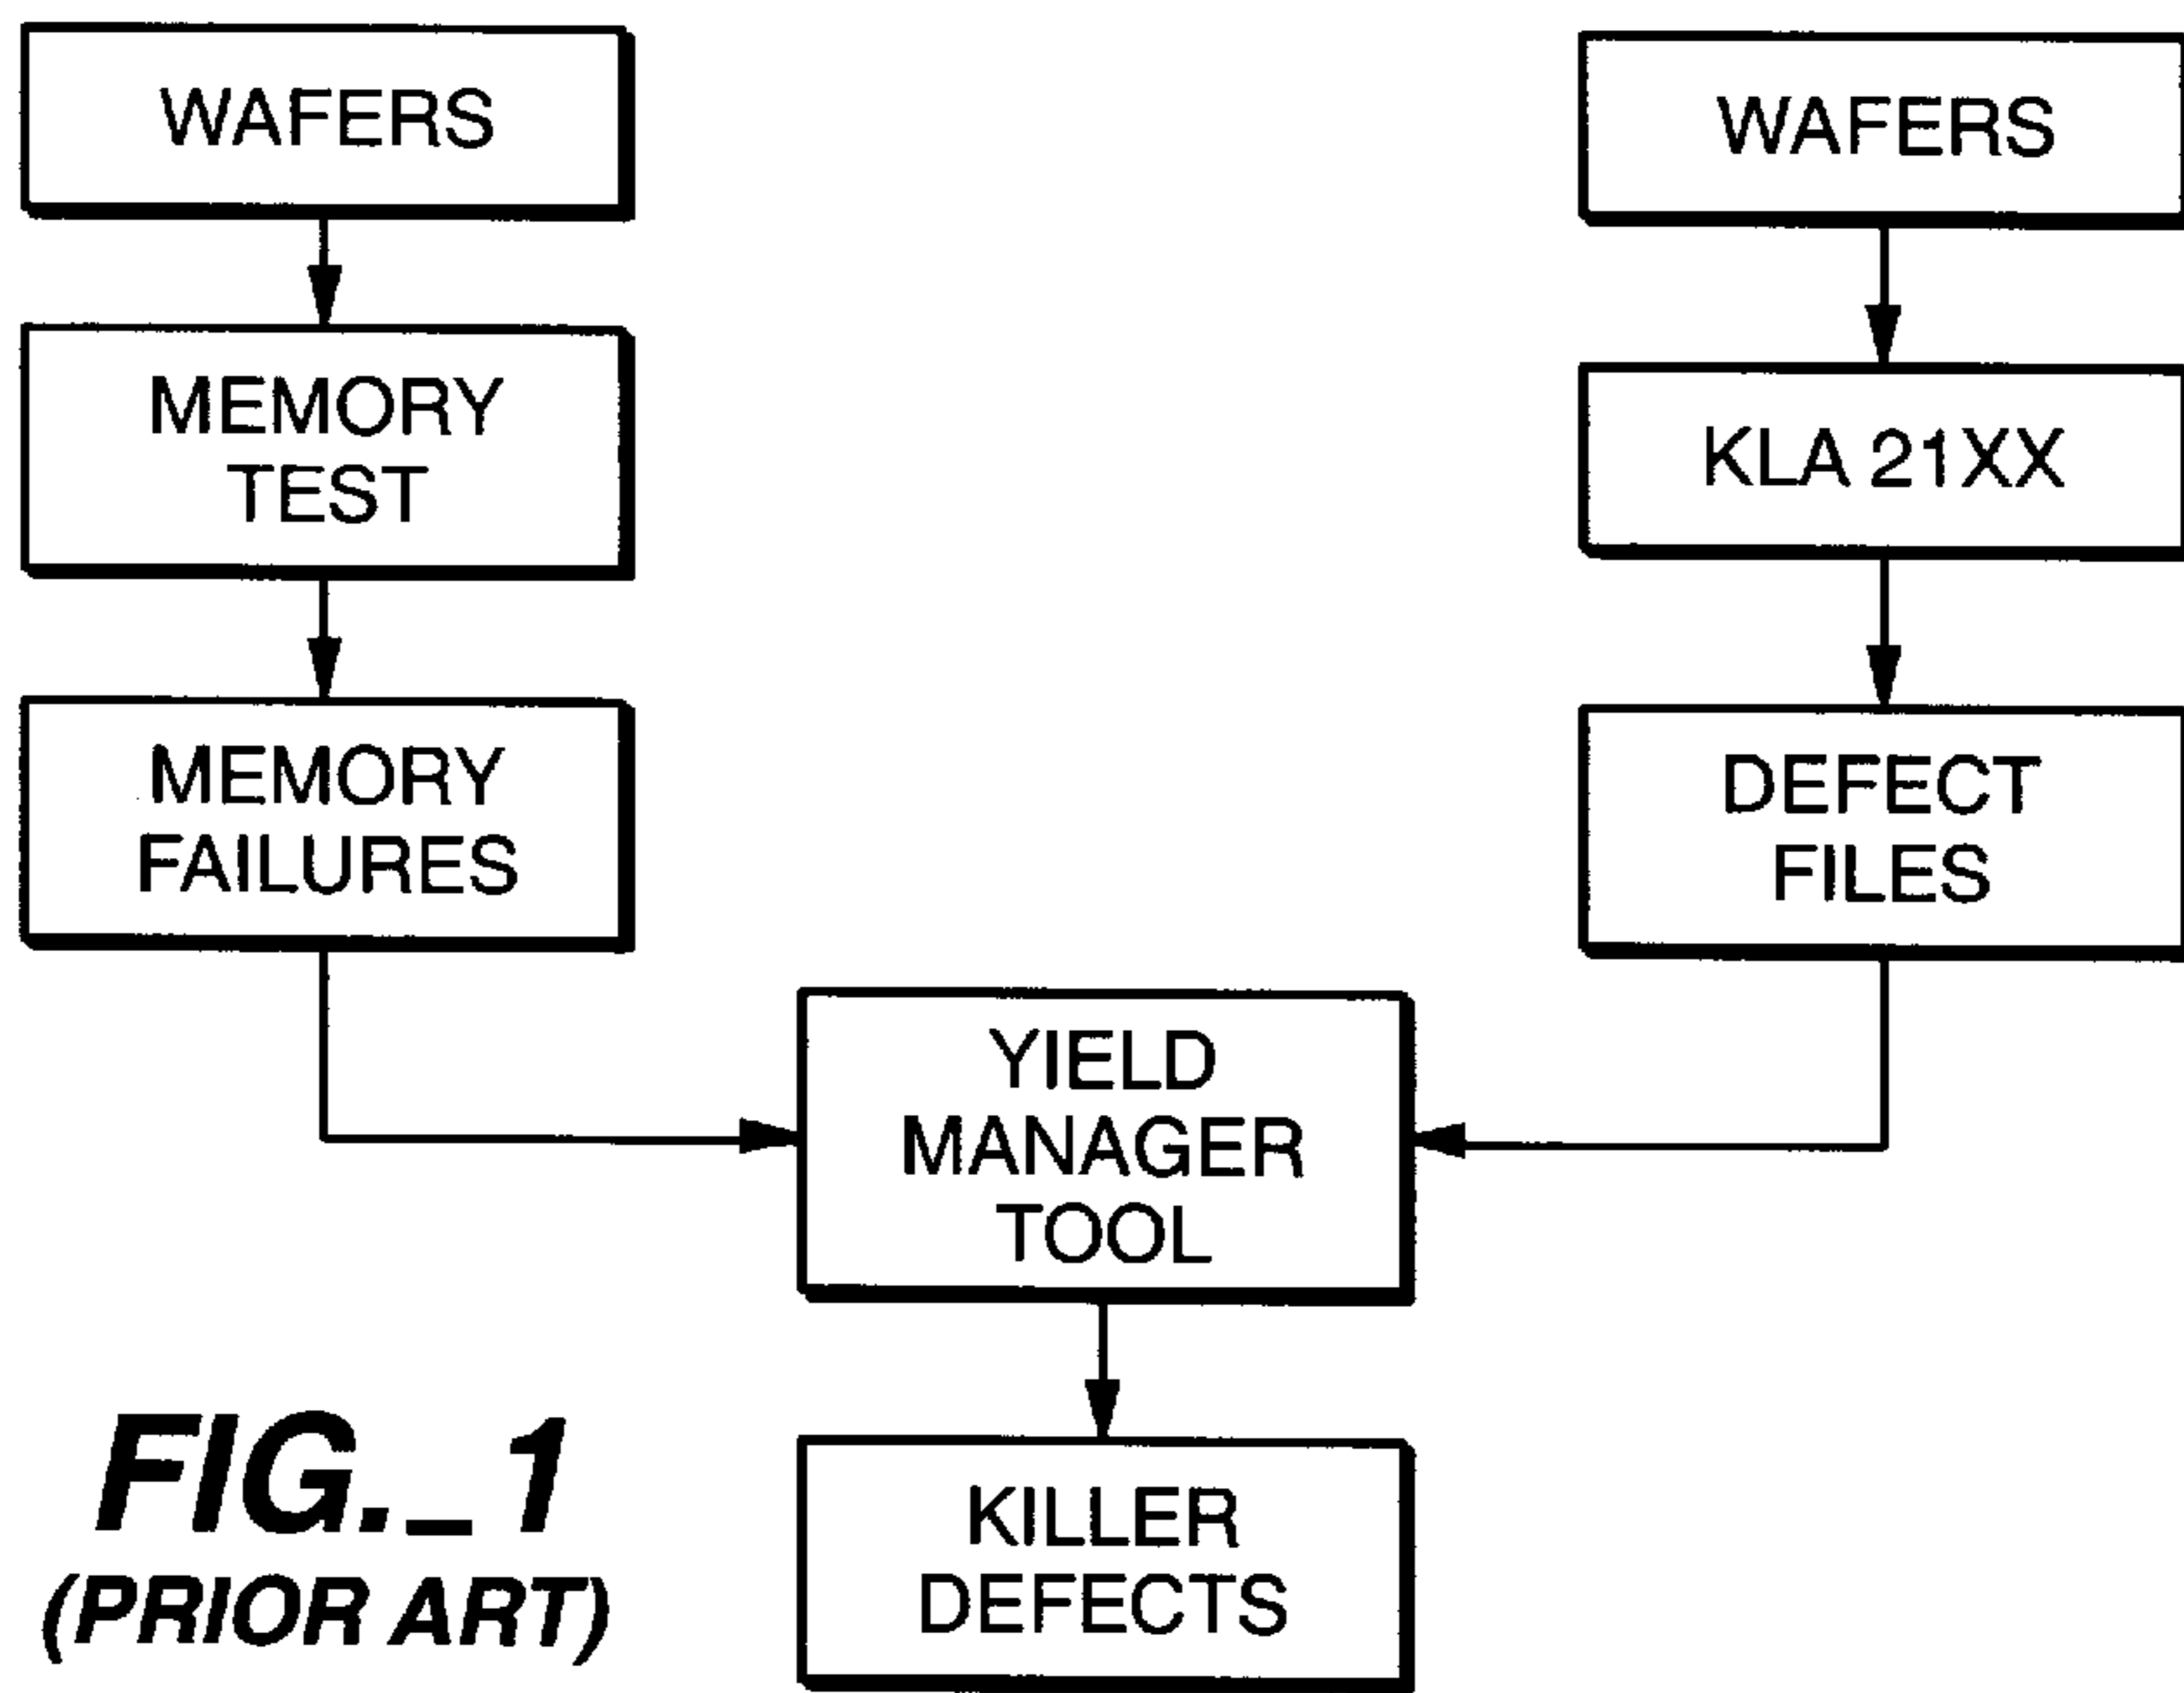 WAFERS
MEMORY
TEST
MEMORY
FAILURES
WAFERS
KLA 21XX
DEFECT
FILES
YIELD
MANAGER
TOOL
KILLER
DEFECTS
FIG._1
(PRIOR ART)